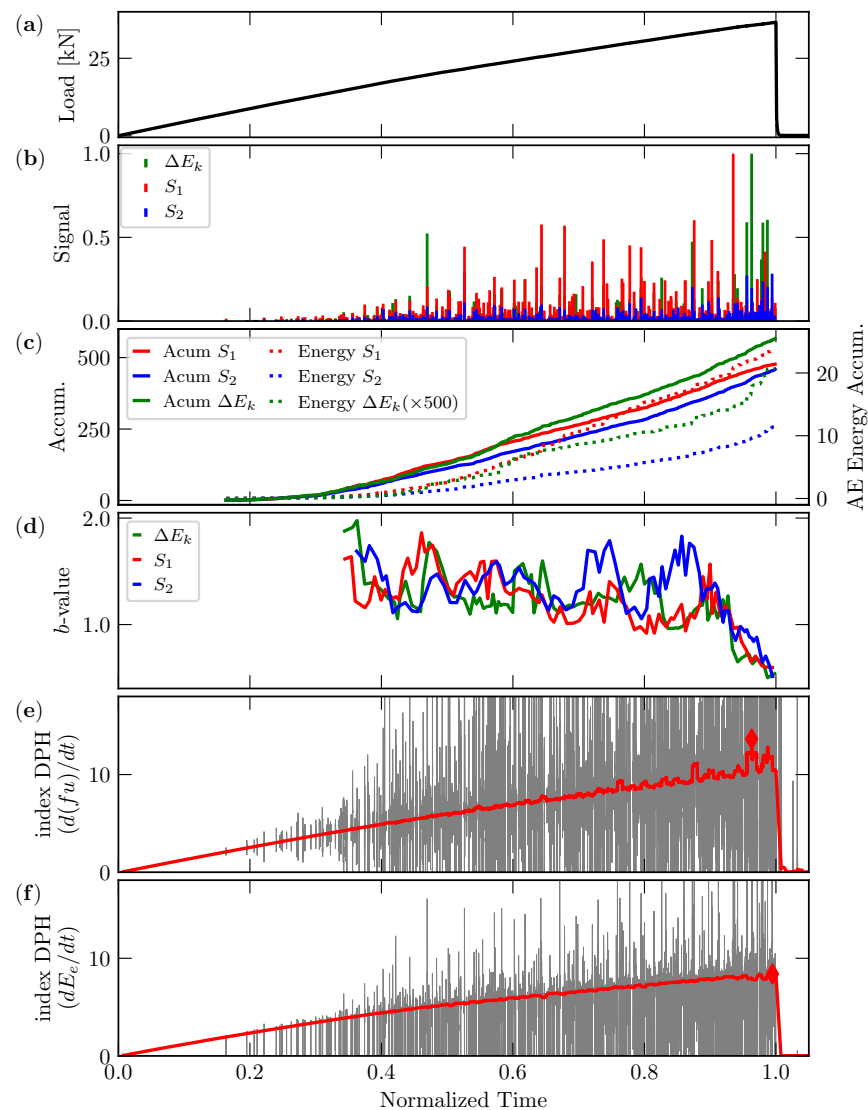 (a)
Load [kN]
25
0
(b)
Signal
1.0
0.5
0.0
ΔE_k
S_1
S_2
(c)
Accum.
500
250
0
Acum S_1
Acum S_2
Acum ΔE_k
Energy S_1
Energy S_2
Energy ΔE_k(×500)
20
10
0
AE Energy Accum.
(d)
b-value
2.0
1.0
ΔE_k
S_1
S_2
(e)
index DPH
(d(fu)/dt)
10
0
(f)
index DPH
(dE_e/dt)
10
0
0.0 0.2 0.4 0.6 0.8 1.0
Normalized Time